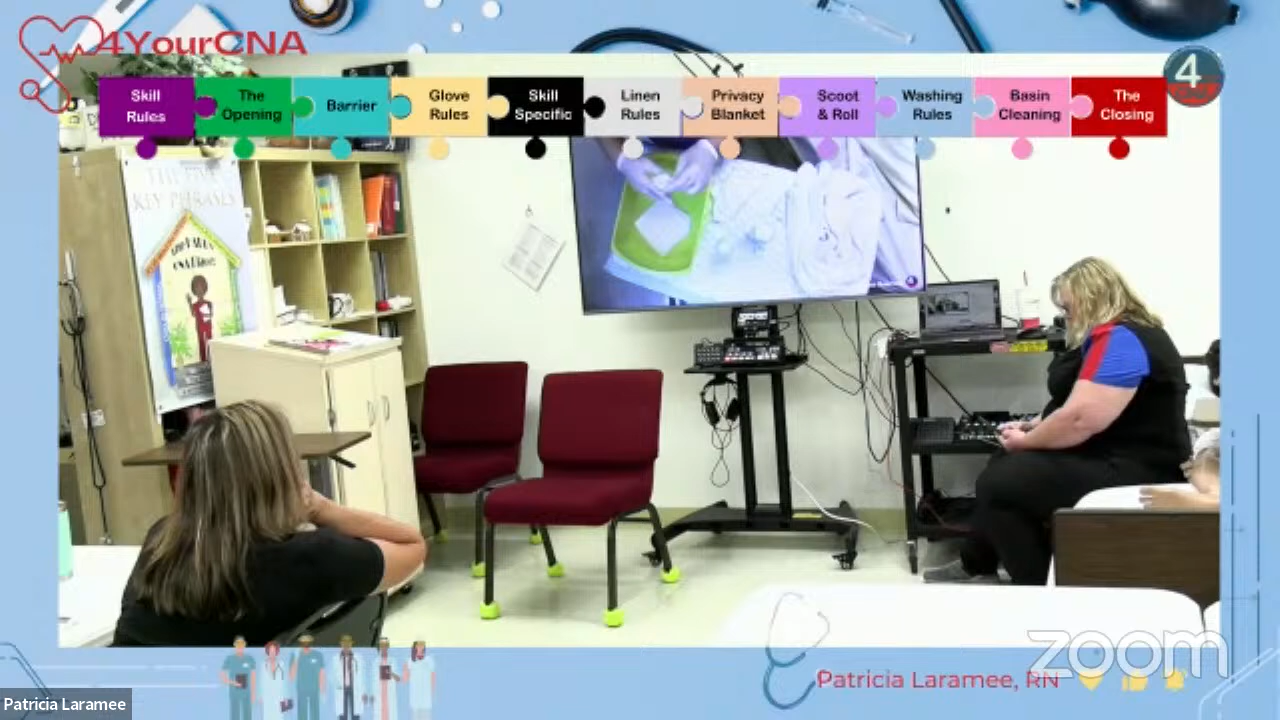 4YourCNA
Skill
Rules
The
Opening
Barrier
Glove
Rules
Skill
Specific
Linen
Rules
Privacy
Blanket
Scoot
& Roll
Washing
Rules
Basin
Cleaning
The
Closing
4
THE FIVE
KEY PHRASES
zoom
Patricia Laramee, RN
Patricia Laramee